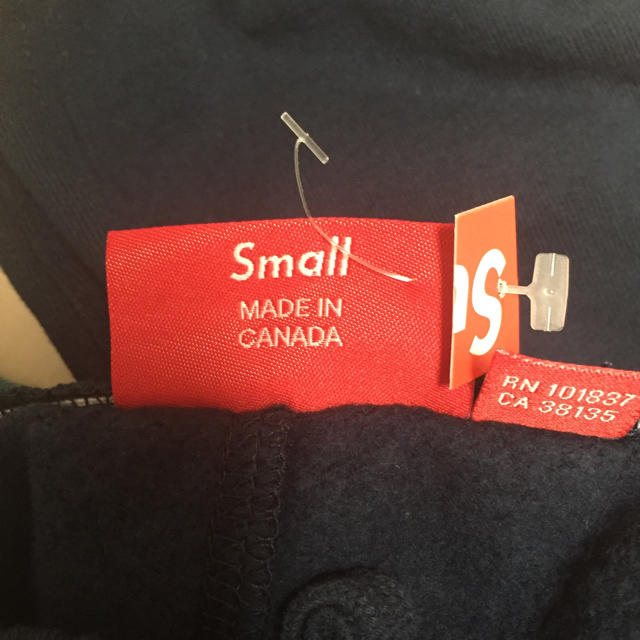 Small
MADE IN
CANADA
RN 101837
CA 38135